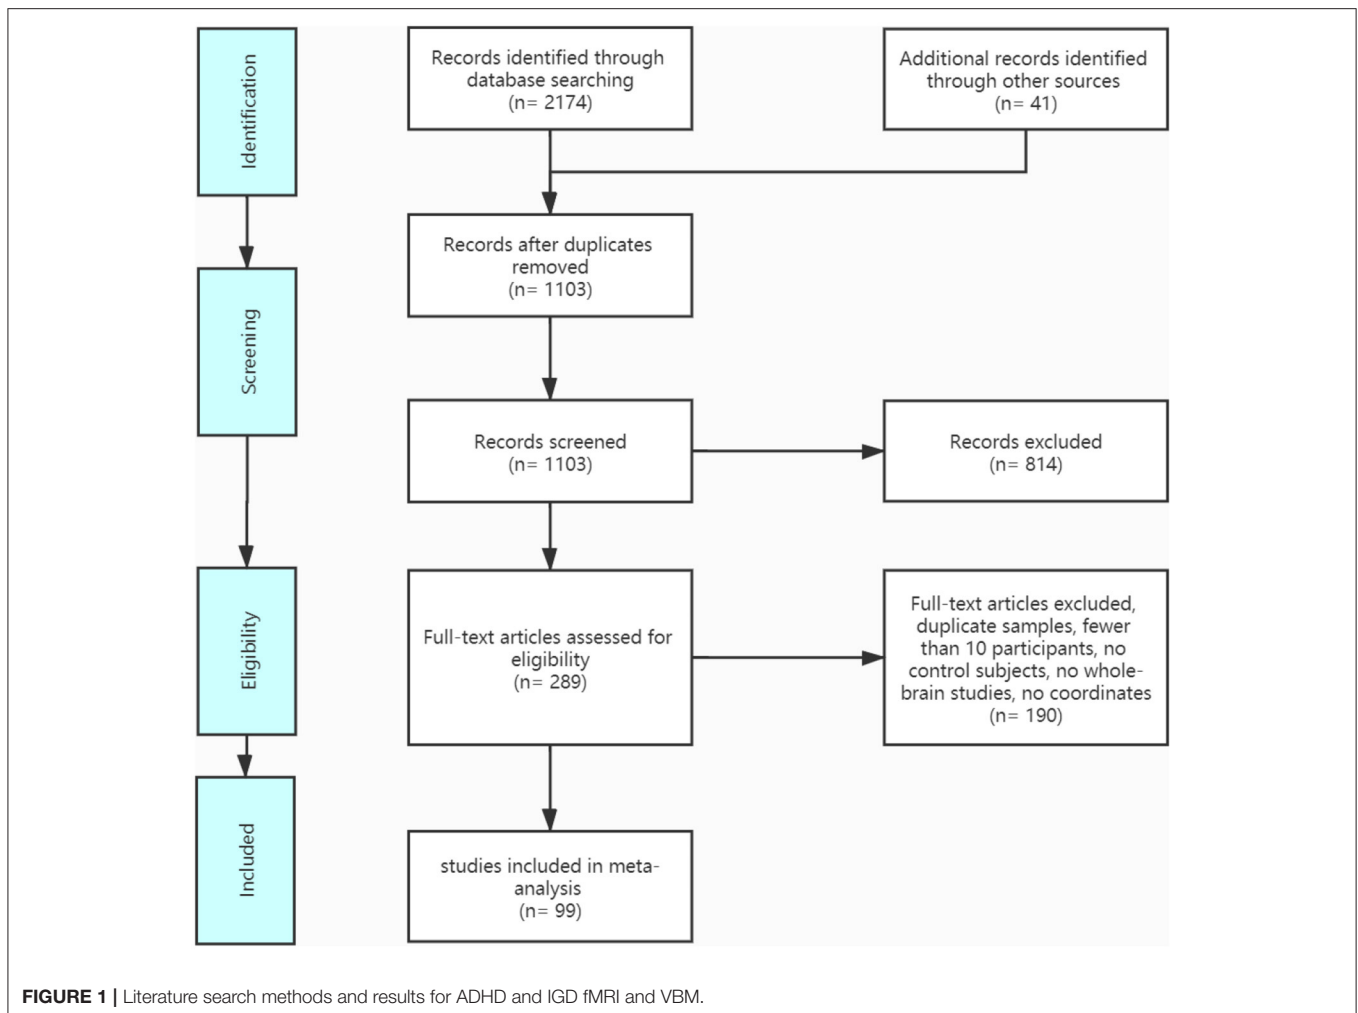 Identification
Records identified through
database searching
(n= 2174)
Additional records identified
through other sources
(n= 41)
Records after duplicates
removed
(n= 1103)
Screening
Records screened
(n= 1103)
Records excluded
(n= 814)
Eligibility
Full-text articles assessed for
eligibility
(n= 289)
Full-text articles excluded,
duplicate samples, fewer
than 10 participants, no
control subjects, no whole-
brain studies, no coordinates
(n= 190)
Included
studies included in meta-
analysis
(n= 99)
FIGURE 1 | Literature search methods and results for ADHD and IGD fMRI and VBM.